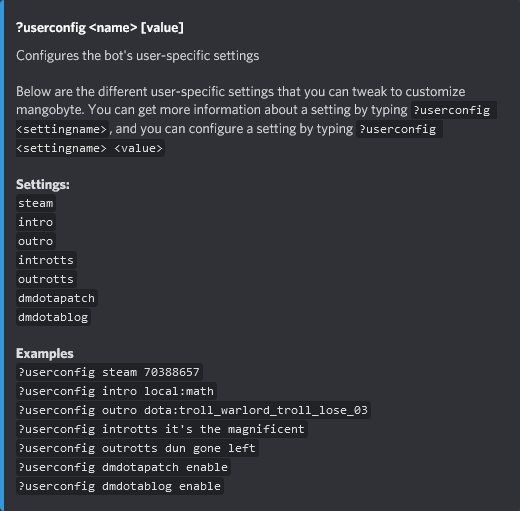 ?userconfig <name> [value]
Configures the bot's user-specific settings
Below are the different user-specific settings that you can tweak to customize
mangobyte. You can get more information about a setting by typing ?userconfig
<settingname>, and you can configure a setting by typing ?userconfig
<settingname> <value>
Settings:
steam
intro
outro
introtts
outrotts
dmdotapatch
dmdotablog
Examples
?userconfig steam 70388657
?userconfig intro local:math
?userconfig outro dota:troll_warlord_troll_lose_03
?userconfig introtts it's the magnificent
?userconfig outrotts dun gone left
?userconfig dmdotapatch enable
?userconfig dmdotablog enable